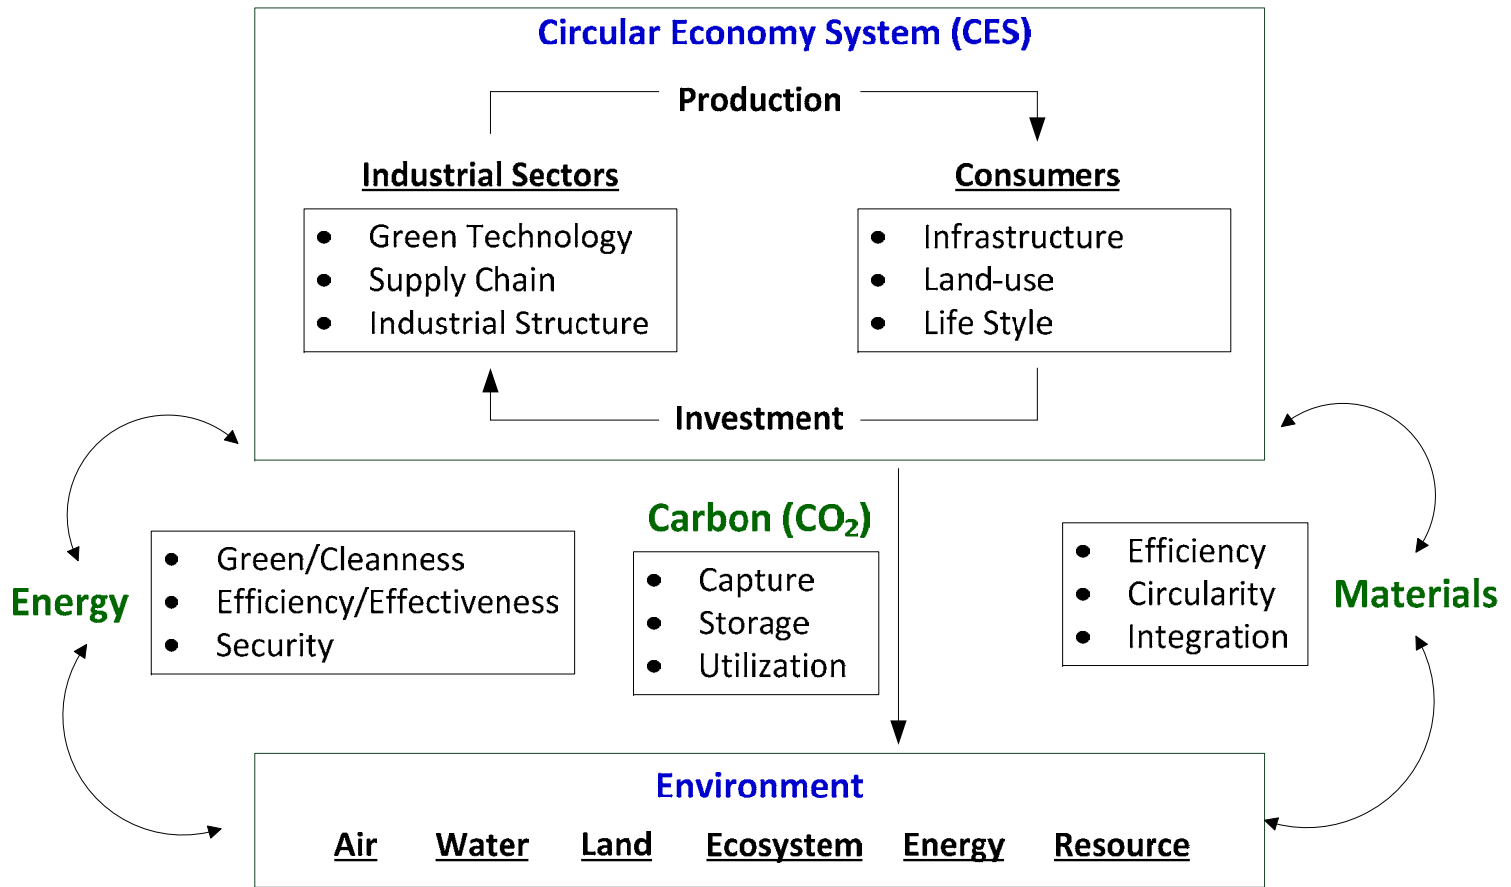 Circular Economy System (CES)
Production
Industrial Sectors
• Green Technology
• Supply Chain
• Industrial Structure
Consumers
• Infrastructure
• Land-use
• Life Style
Investment
Energy
• Green/Cleanness
• Efficiency/Effectiveness
• Security
Carbon (CO₂)
• Capture
• Storage
• Utilization
• Efficiency
• Circularity
• Integration
Materials
Environment
Air Water Land Ecosystem Energy Resource